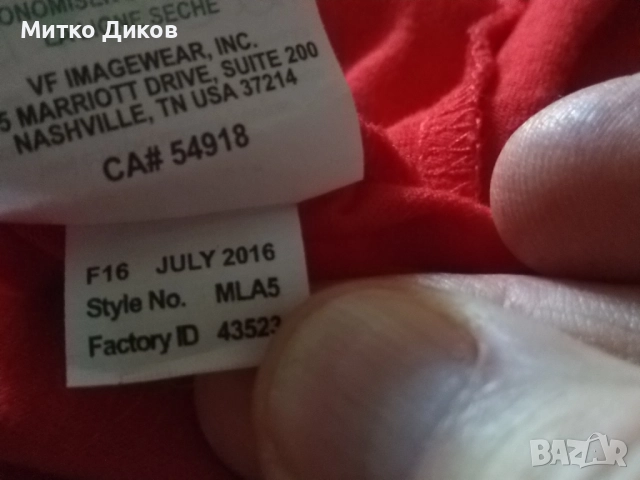 Митко Диков
VF IMAGEWEAR, INC.
5 MARRIOTT DRIVE, SUITE 200
NASHVILLE, TN USA 37214
CA# 54918
F16 JULY 2016
Style No. MLA5
Factory ID 43523
BAZAR